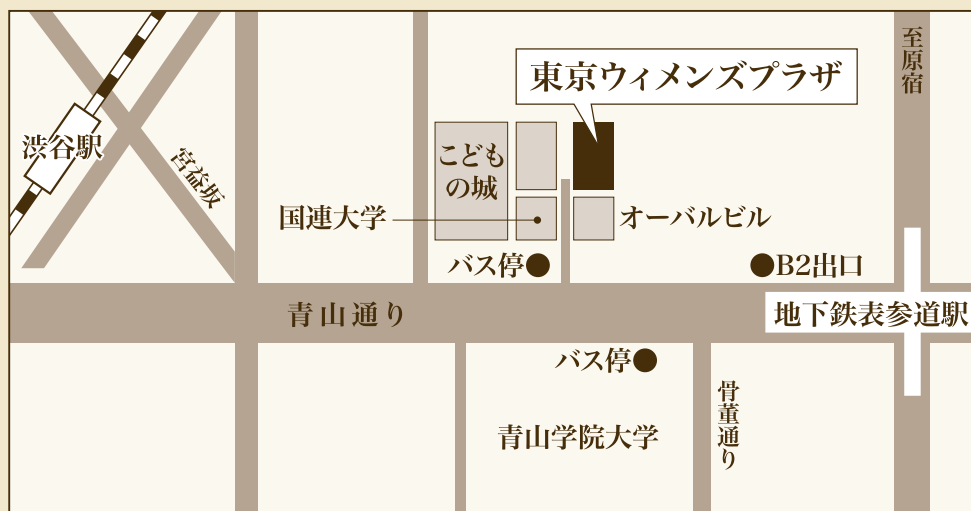 至原宿
東京ウィメンズプラザ
渋谷駅
宮益坂
こども
の城
国連大学
オーバルビル
バス停
B2出口
青山通り
地下鉄表参道駅
バス停
骨董通り
青山学院大学